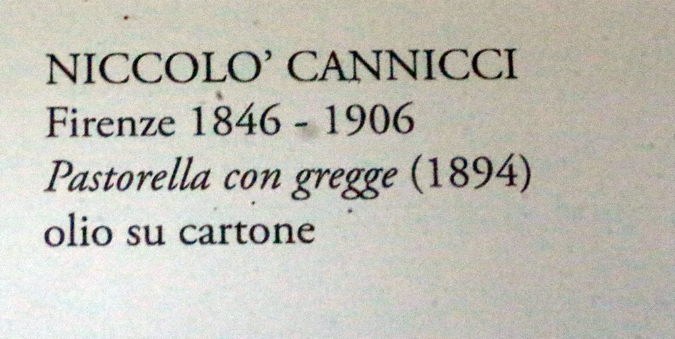 NICCOLO’ CANNICCI
Firenze 1846 - 1906
Pastorella con gregge (1894)
olio su cartone